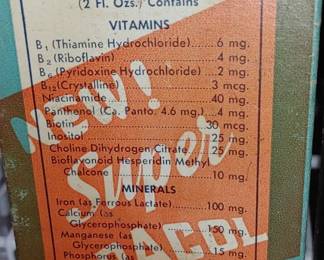 (2 Fl. Ozs.) Contains
VITAMINS
B1 (Thiamine Hydrochloride)......6 mg.
B2 (Riboflavin) ......4 mg.
B6 (Pyridoxine Hydrochloride) ....2 mg.
B12 (Crystalline) ......3 mcg.
Niacinamide ......40 mg.
Panthenol (Ca. Panto. 4.6 mg.)..4 mg.
Biotin ......30 mcg.
Inositol ......25 mg.
Choline Dihydrogen Citrate ......25 mg.
Bioflavonoid Hesperidin Methyl
Chalcone ......10 mg.
MINERALS
Iron (as Ferrous Lactate) ......100 mg.
Calcium (as
Glycerophosphate) ......150 mg.
Manganese (as
Glycerophosphate) ......15 mg.
Phosphorus (as
NEW!
Super